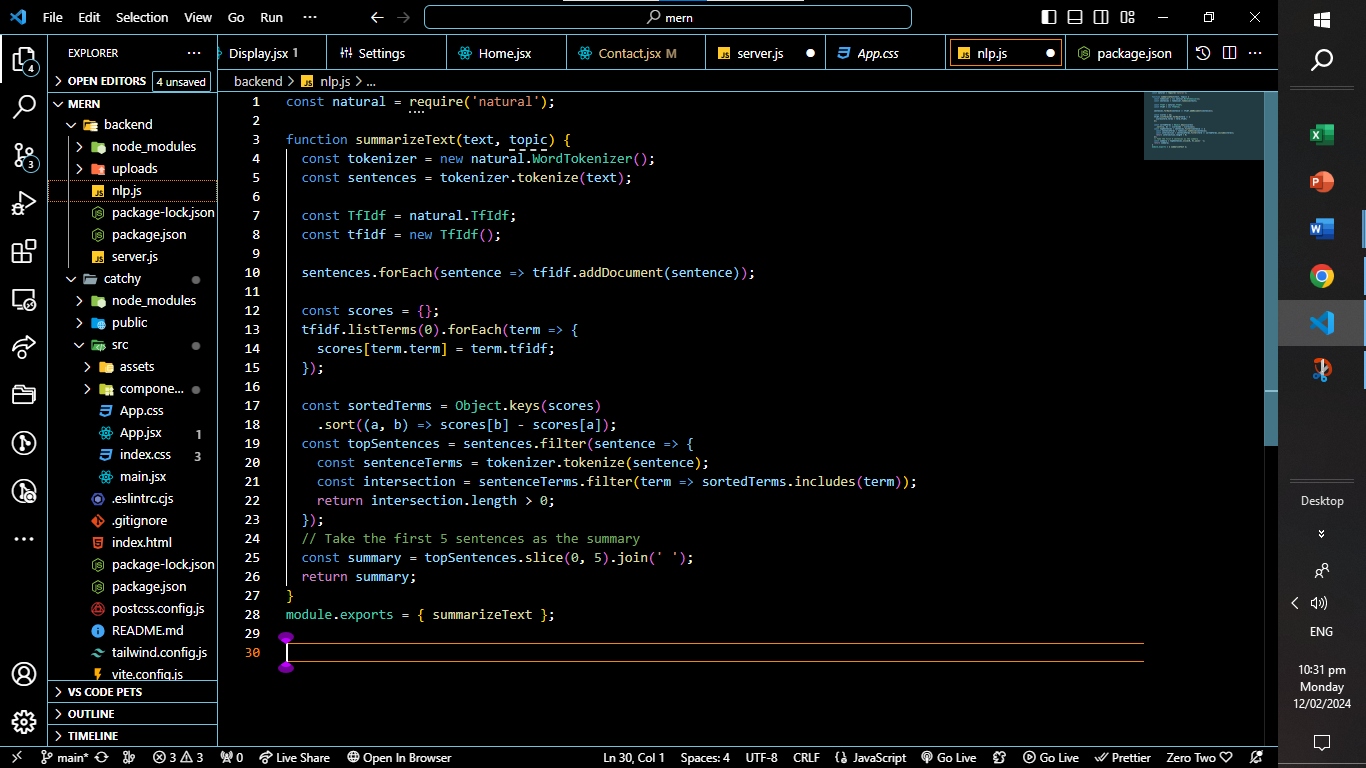 File Edit Selection View Go Run ··· mern
EXPLORER ···
OPEN EDITORS 4 unsaved
MERN
backend
node_modules
uploads
nlp.js
package-lock.json
package.json
server.js
catchy
node_modules
public
src
assets
compone...
App.css
App.jsx 1
index.css 3
main.jsx
.eslintrc.cjs
.gitignore
index.html
package-lock.json
package.json
postcss.config.js
README.md
tailwind.config.js
vite.config.js
VS CODE PETS
OUTLINE
TIMELINE
4
3
Display.jsx 1 Settings Home.jsx Contact.jsx M server.js App.css nlp.js package.json ···
backend > nlp.js > ...
1 const natural = require('natural');
2
3 function summarizeText(text, topic) {
4 const tokenizer = new natural.WordTokenizer();
5 const sentences = tokenizer.tokenize(text);
6
7 const TfIdf = natural.TfIdf;
8 const tfidf = new TfIdf();
9
10 sentences.forEach(sentence => tfidf.addDocument(sentence));
11
12 const scores = {};
13 tfidf.listTerms(0).forEach(term => {
14 scores[term.term] = term.tfidf;
15 });
16
17 const sortedTerms = Object.keys(scores)
18 .sort((a, b) => scores[b] - scores[a]);
19 const topSentences = sentences.filter(sentence => {
20 const sentenceTerms = tokenizer.tokenize(sentence);
21 const intersection = sentenceTerms.filter(term => sortedTerms.includes(term));
22 return intersection.length > 0;
23 });
24 // Take the first 5 sentences as the summary
25 const summary = topSentences.slice(0, 5).join(' ');
26 return summary;
27 }
28 module.exports = { summarizeText };
29
30
main* 3 3 0 Live Share Open In Browser Ln 30, Col 1 Spaces: 4 UTF-8 CRLF JavaScript Go Live Go Live Prettier Zero Two
Desktop
ENG
10:31 pm
Monday
12/02/2024